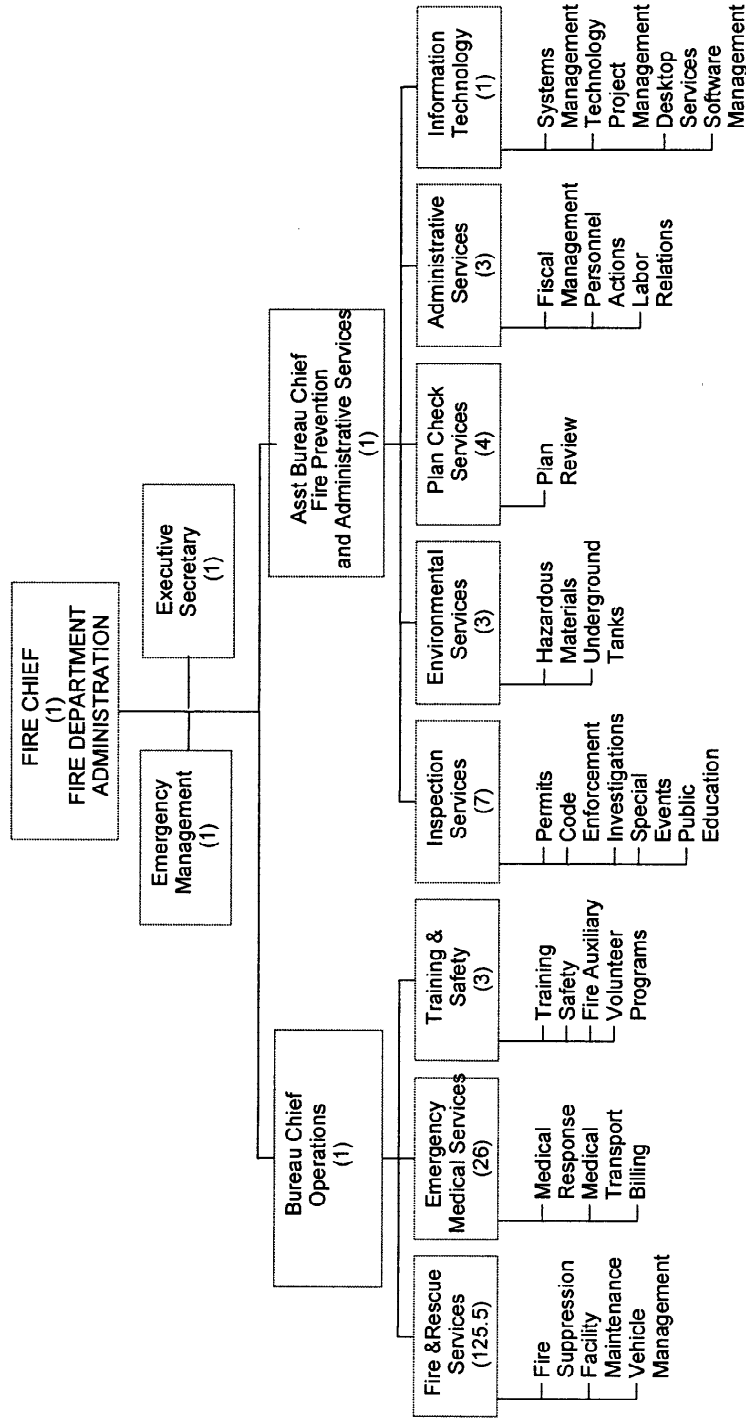 FIRE CHIEF
(1)
FIRE DEPARTMENT
ADMINISTRATION
Emergency
Management
(1)
Executive
Secretary
(1)
Bureau Chief
Operations
(1)
Asst Bureau Chief
Fire Prevention
and Administrative Services
(1)
Fire &Rescue
Services
(125.5)
Fire
Suppression
Facility
Maintenance
Vehicle
Management
Emergency
Medical Services
(26)
Medical
Response
Medical
Transport
Billing
Training &
Safety
(3)
Training
Safety
Fire Auxiliary
Volunteer
Programs
Inspection
Services
(7)
Permits
Code
Enforcement
Investigations
Special
Events
Public
Education
Environmental
Services
(3)
Hazardous
Materials
Underground
Tanks
Plan Check
Services
(4)
Plan
Review
Administrative
Services
(3)
Fiscal
Management
Personnel
Actions
Labor
Relations
Information
Technology
(1)
Systems
Management
Technology
Project
Management
Desktop
Services
Software
Management